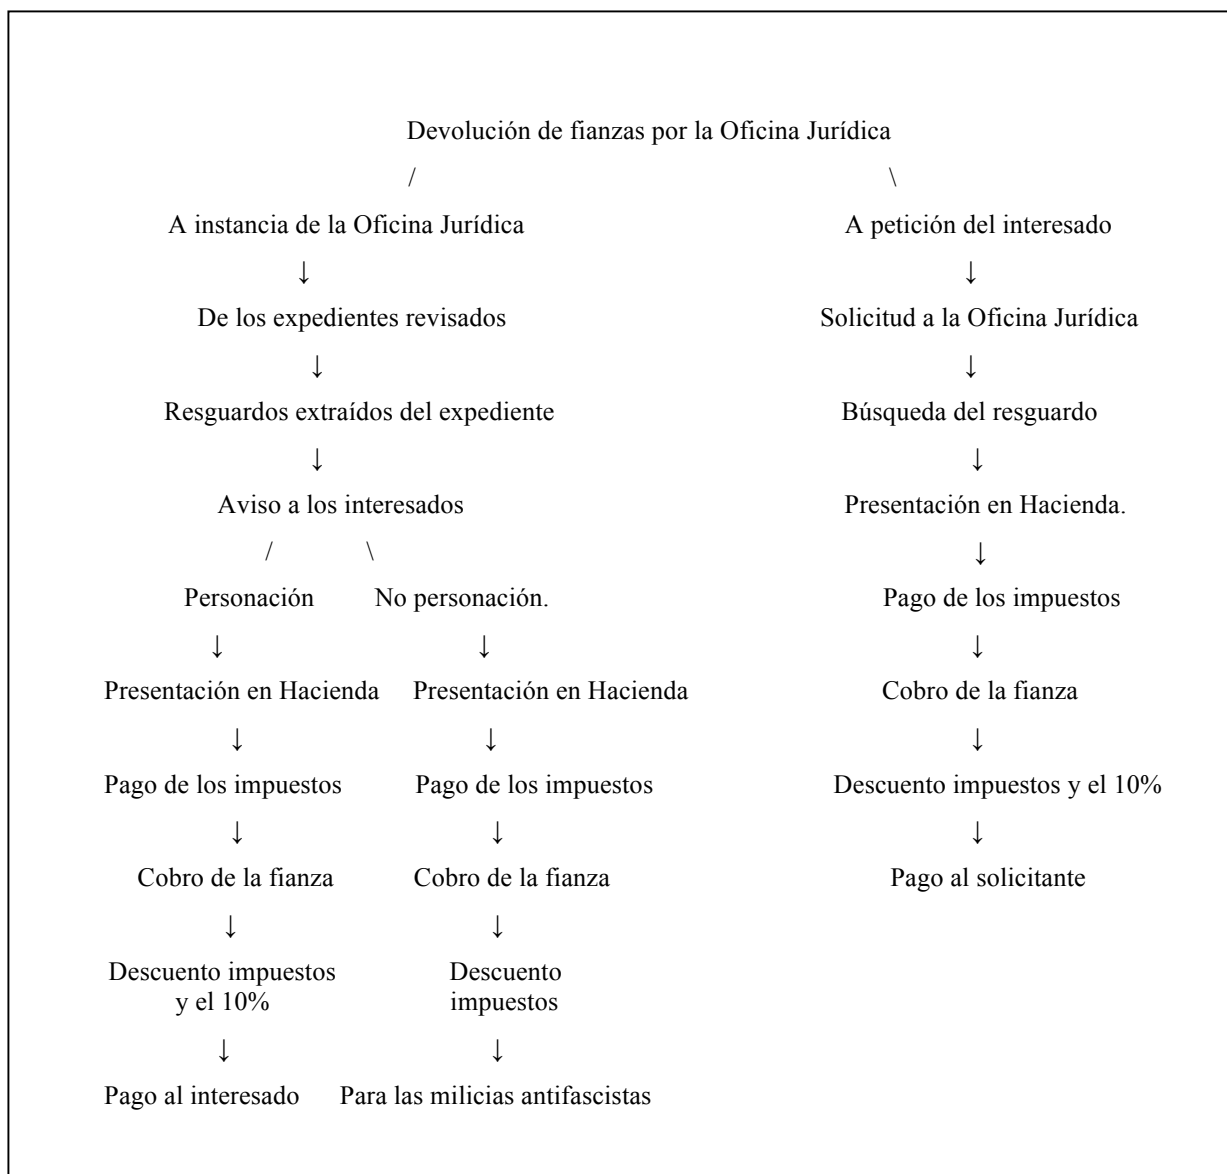 Devolución de fianzas por la Oficina Jurídica
/ \
A instancia de la Oficina Jurídica A petición del interesado
↓ ↓
De los expedientes revisados Solicitud a la Oficina Jurídica
↓ ↓
Resguardos extraídos del expediente Búsqueda del resguardo
↓ ↓
Aviso a los interesados Presentación en Hacienda.
/ \ ↓
Personación No personación. Pago de los impuestos
↓ ↓ ↓
Presentación en Hacienda Presentación en Hacienda Cobro de la fianza
↓ ↓ ↓
Pago de los impuestos Pago de los impuestos Descuento impuestos y el 10%
↓ ↓ ↓
Cobro de la fianza Cobro de la fianza Pago al solicitante
↓ ↓
Descuento impuestos Descuento
y el 10% impuestos
↓ ↓
Pago al interesado Para las milicias antifascistas